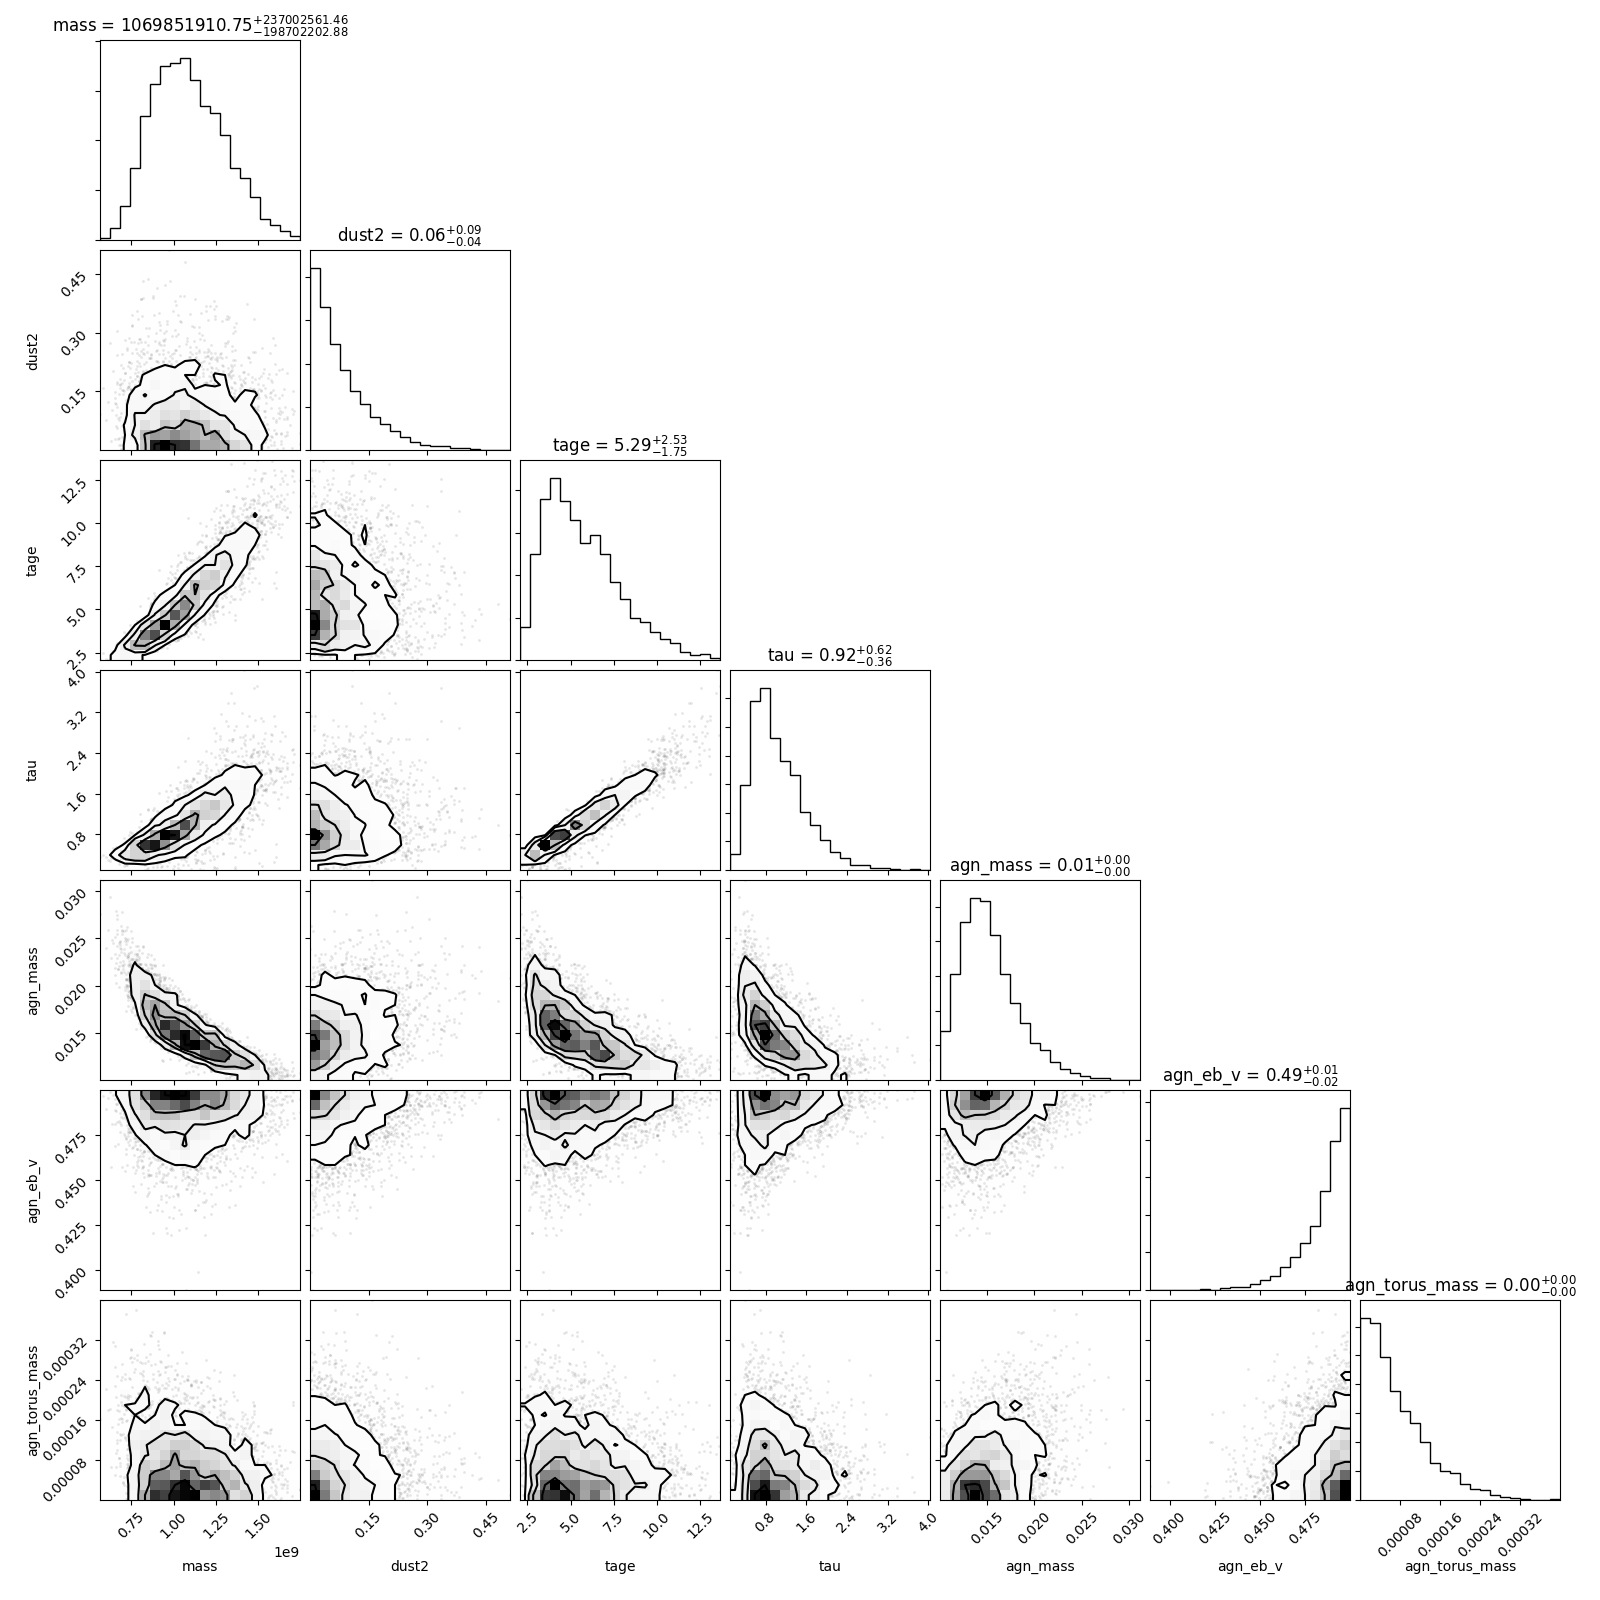 mass = 1069851910.75+237002561.46−198702202.88
dust2 = 0.06+0.09−0.04
0.45
0.30
0.15
dust2
tage = 5.29+2.53−1.75
12.5
10.0
7.5
5.0
2.5
tage
tau = 0.92+0.62−0.36
4.0
3.2
2.4
1.6
0.8
tau
agn_mass = 0.01+0.00−0.00
0.030
0.025
0.020
0.015
agn_mass
agn_eb_v = 0.49+0.01−0.02
0.475
0.450
0.425
0.400
agn_eb_v
agn_torus_mass = 0.00+0.00−0.00
0.00032
0.00024
0.00016
0.00008
agn_torus_mass
0.75 1.00 1.25 1.50
1e9
mass
0.15 0.30 0.45
dust2
2.5 5.0 7.5 10.0 12.5
tage
0.8 1.6 2.4 3.2 4.0
tau
0.015 0.020 0.025 0.030
agn_mass
0.400 0.425 0.450 0.475
agn_eb_v
0.00008 0.00016 0.00024 0.00032
agn_torus_mass